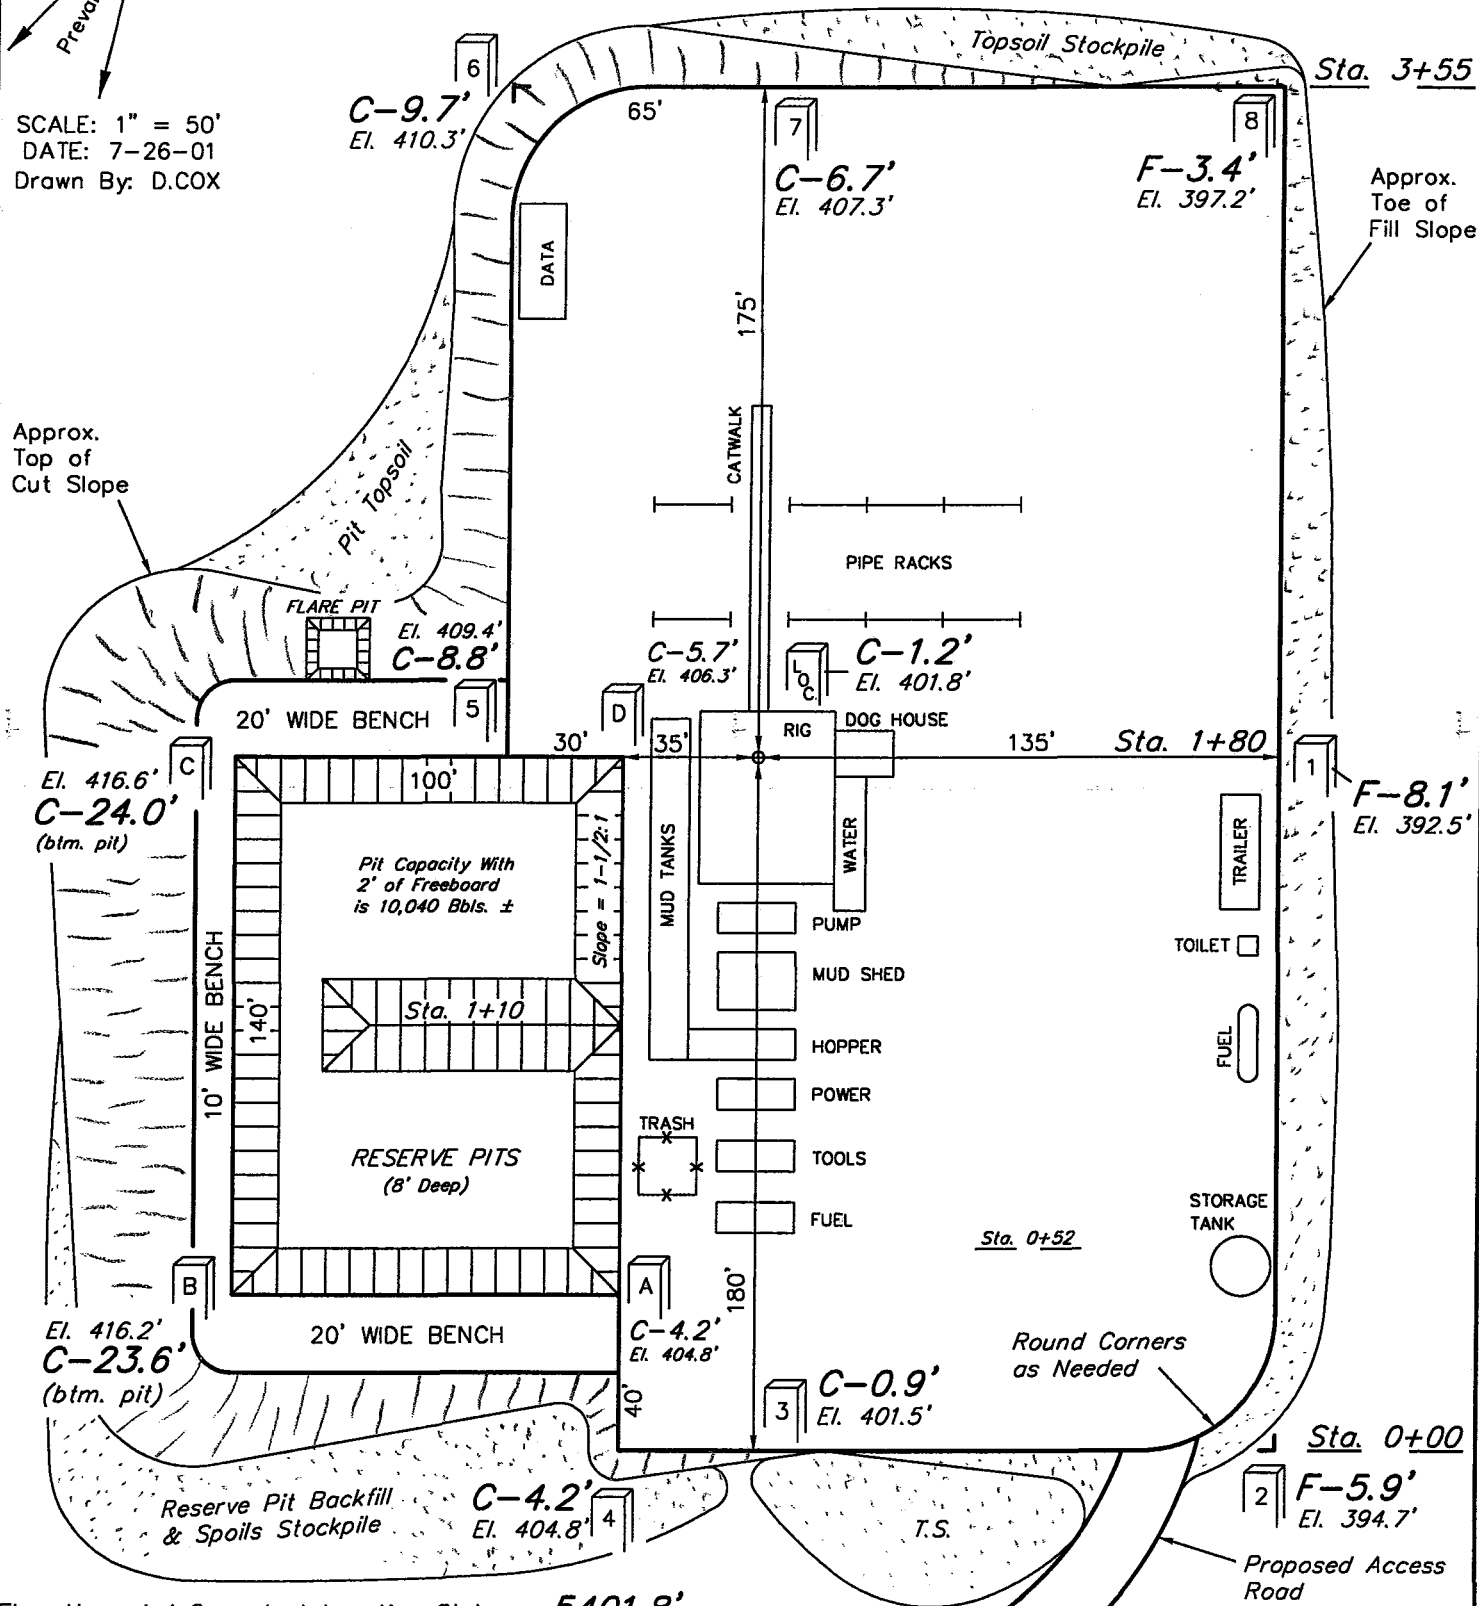 SCALE: 1" = 50'
DATE: 7-26-01
Drawn By: D.COX
Topsoil Stockpile
Sta. 3+55
6
C-9.7'
El. 410.3'
65'
7
C-6.7'
El. 407.3'
8
F-3.4'
El. 397.2'
Approx.
Toe of
Fill Slope
DATA
175'
CATWALK
Approx.
Top of
Cut Slope
Pit Topsoil
PIPE RACKS
FLARE PIT
El. 409.4'
C-8.8'
5
C-5.7'
El. 406.3'
D
LOC.
C-1.2'
El. 401.8'
20' WIDE BENCH
RIG
DOG HOUSE
30'
35'
135'
Sta. 1+80
1
F-8.1'
El. 392.5'
C
El. 416.6'
C-24.0'
(btm. pit)
100'
Pit Capacity With
2' of Freeboard
is 10,040 Bbls. ±
Slope = 1-1/2:1
MUD TANKS
WATER
TRAILER
PUMP
TOILET
MUD SHED
10' WIDE BENCH
140'
Sta. 1+10
HOPPER
FUEL
POWER
TRASH
RESERVE PITS
(8' Deep)
TOOLS
FUEL
STORAGE
TANK
Sta. 0+52
B
El. 416.2'
C-23.6'
(btm. pit)
A
C-4.2'
El. 404.8'
20' WIDE BENCH
180'
40'
Round Corners
as Needed
3
C-0.9'
El. 401.5'
Sta. 0+00
2
F-5.9'
El. 394.7'
Reserve Pit Backfill
& Spoils Stockpile
C-4.2'
El. 404.8'
4
T.S.
Proposed Access
Road
5401.8'